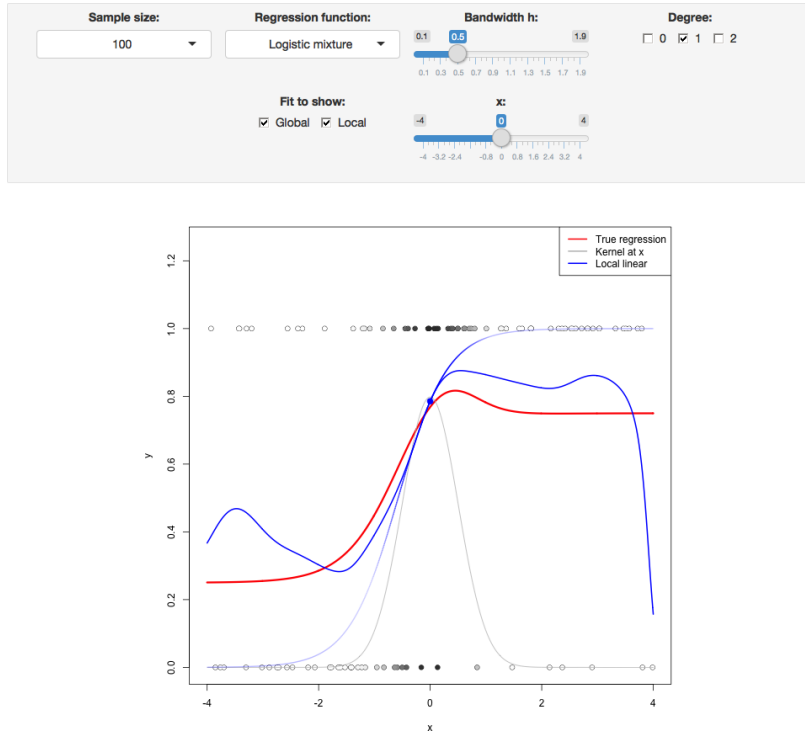 Sample size: Regression function: Bandwidth h: Degree:
100 Logistic mixture 0.1 0.5 1.9 0 1 2
0.1 0.3 0.5 0.7 0.9 1.1 1.3 1.5 1.7 1.9
Fit to show: x:
Global Local -4 0 4
-4 -3.2 -2.4 -0.8 0 0.8 1.6 2.4 3.2 4
True regression
Kernel at x
Local linear
y
1.2
1.0
0.8
0.6
0.4
0.2
0.0
-4 -2 0 2 4
x